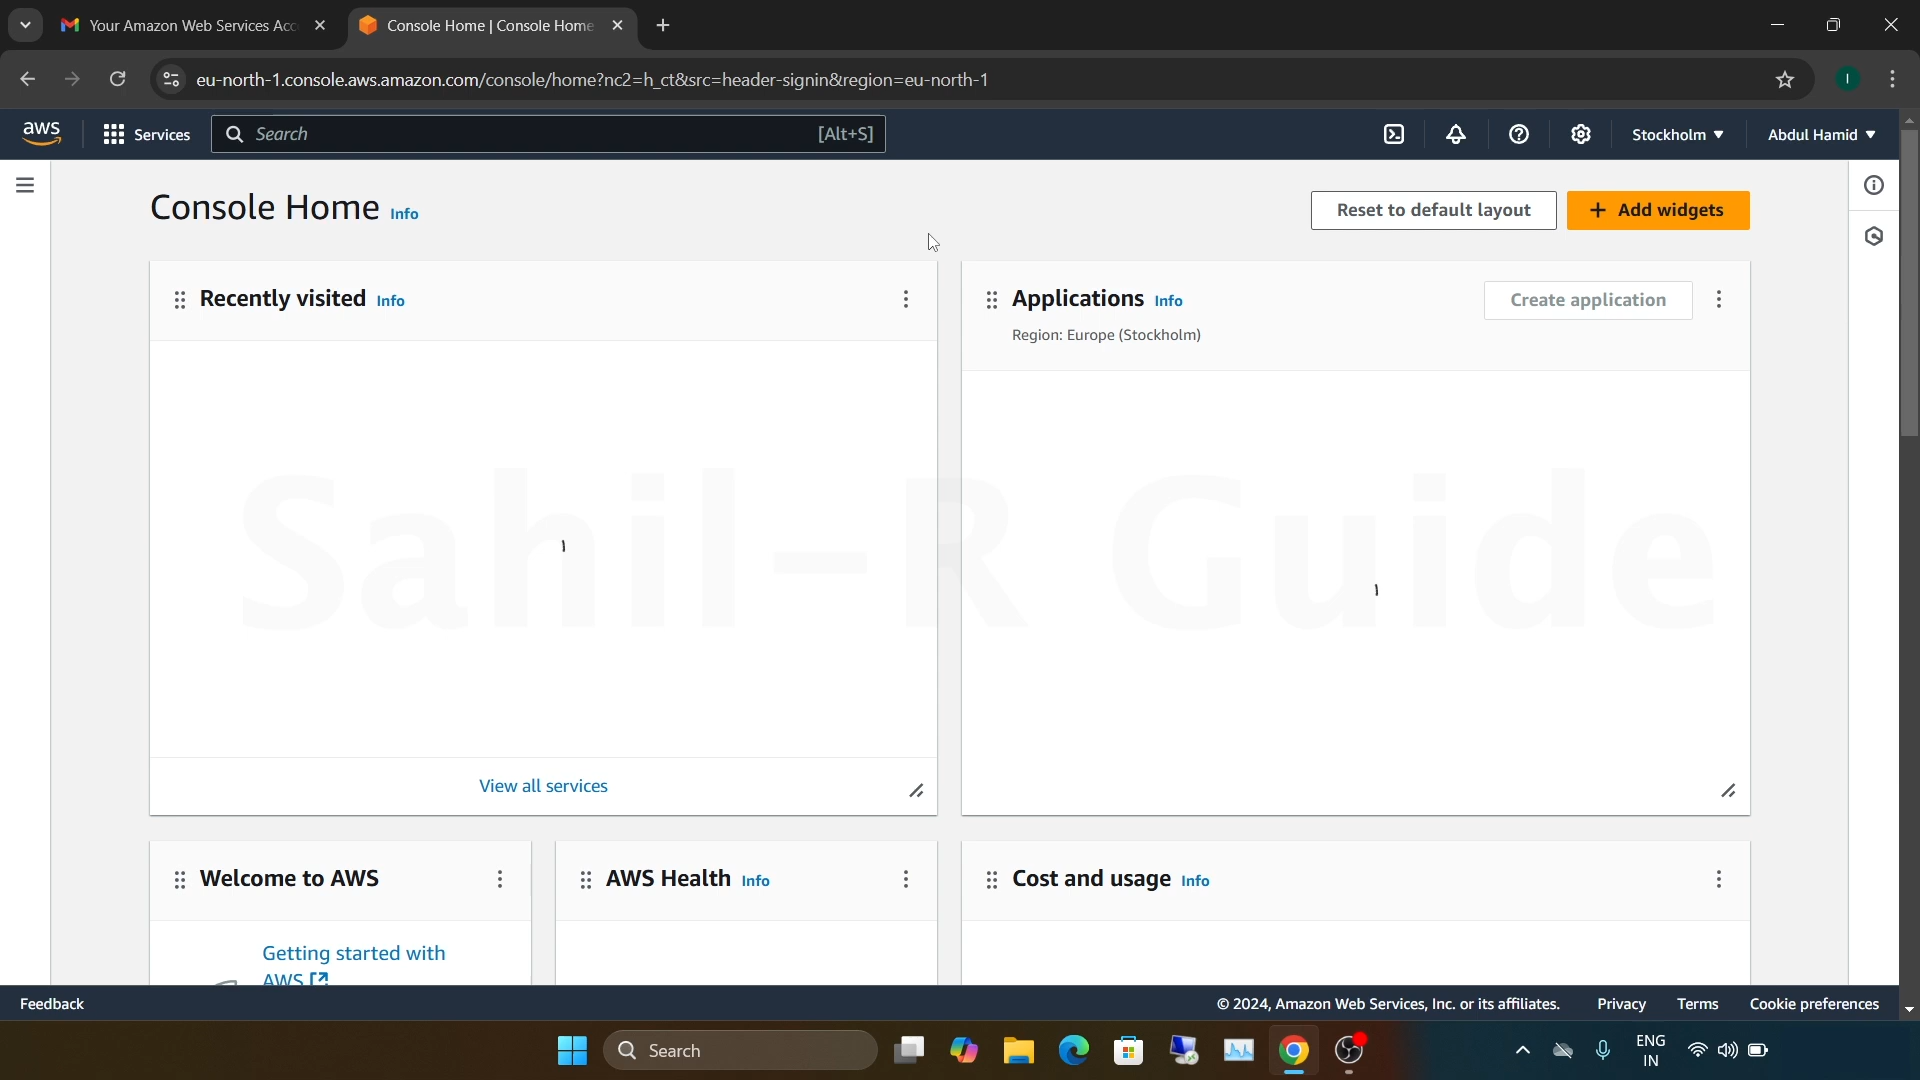 Your Amazon Web Services Acc
Console Home | Console Home
eu-north-1.console.aws.amazon.com/console/home?nc2=h_ct&src=header-signin&region=eu-north-1
I
aws
Services
Search
[Alt+S]
Stockholm
Abdul Hamid
Console Home Info
Reset to default layout
+ Add widgets
Recently visited Info
Applications Info
Create application
Region: Europe (Stockholm)
Sahil-R Guide
View all services
Welcome to AWS
AWS Health Info
Cost and usage Info
Getting started with
AWS
Feedback
© 2024, Amazon Web Services, Inc. or its affiliates.
Privacy
Terms
Cookie preferences
Search
ENG
IN